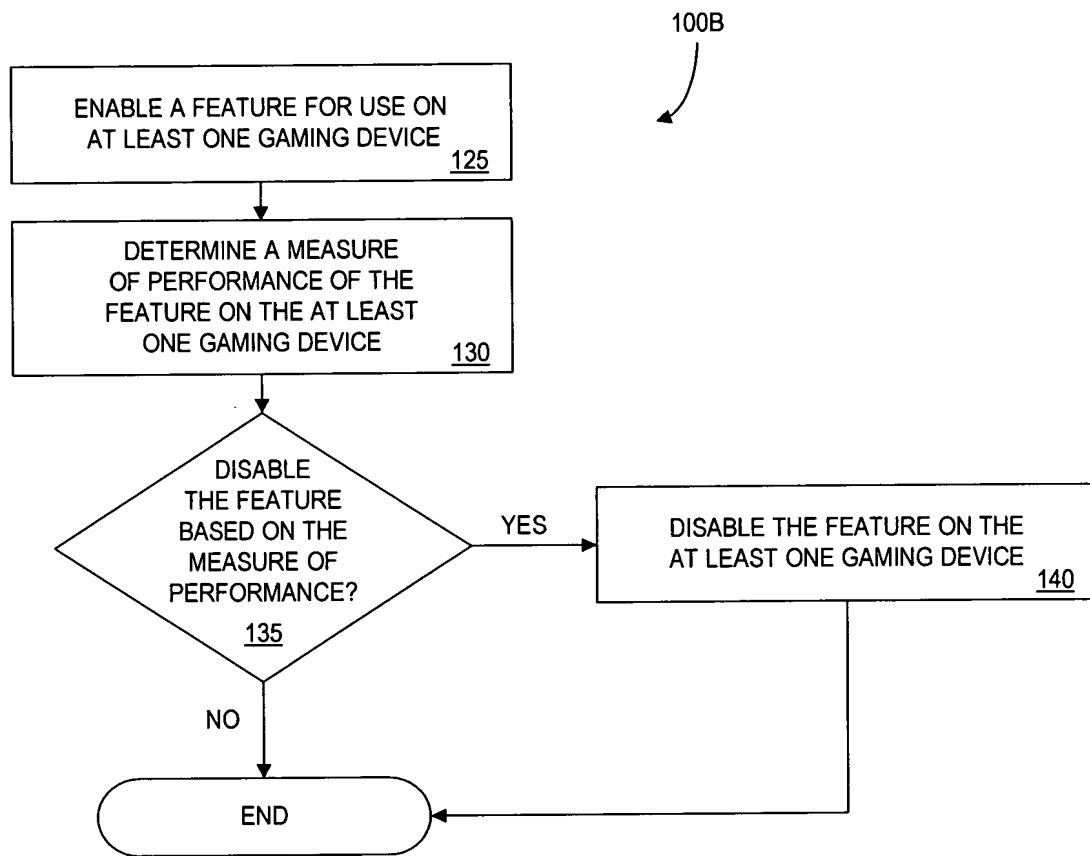 100B
ENABLE A FEATURE FOR USE ON
AT LEAST ONE GAMING DEVICE
125
DETERMINE A MEASURE
OF PERFORMANCE OF THE
FEATURE ON THE AT LEAST
ONE GAMING DEVICE
130
DISABLE
THE FEATURE
BASED ON THE
MEASURE OF
PERFORMANCE?
135
YES
DISABLE THE FEATURE ON THE
AT LEAST ONE GAMING DEVICE
140
NO
END